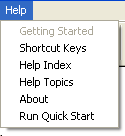 Help
Getting Started
Shortcut Keys
Help Index
Help Topics
About
Run Quick Start